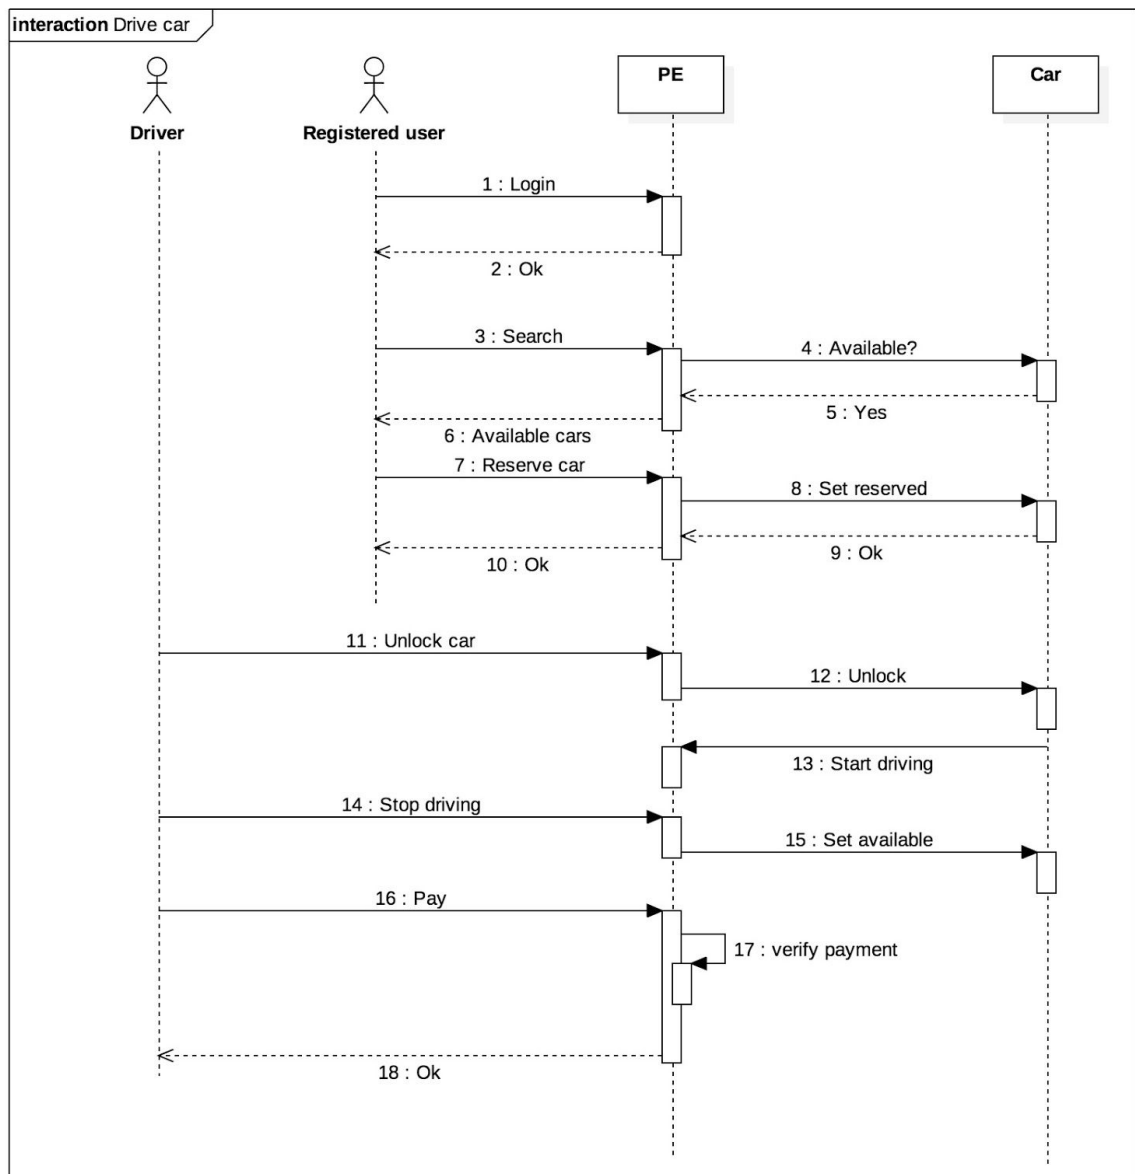 interaction Drive car
Driver
Registered user
PE
Car
1 : Login
2 : Ok
3 : Search
4 : Available?
5 : Yes
6 : Available cars
7 : Reserve car
8 : Set reserved
9 : Ok
10 : Ok
11 : Unlock car
12 : Unlock
13 : Start driving
14 : Stop driving
15 : Set available
16 : Pay
17 : verify payment
18 : Ok